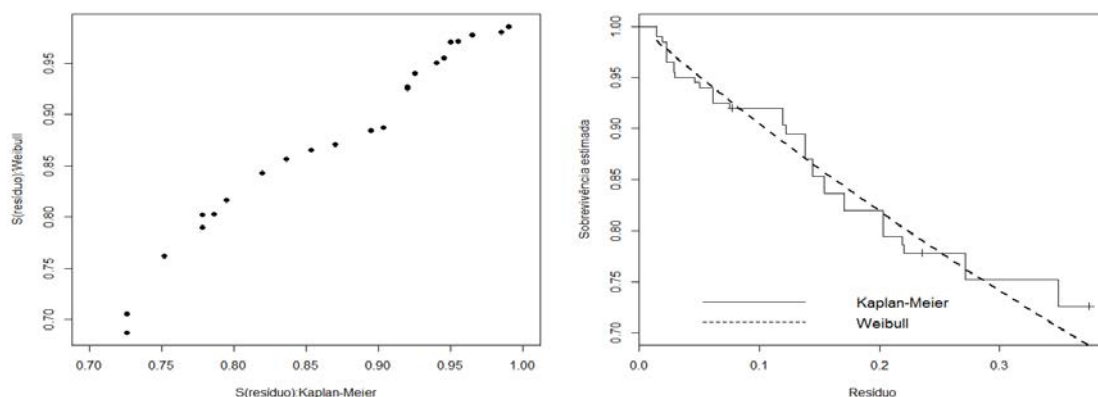 0.95
0.90
0.85
0.80
0.75
0.70
S(resíduo):Weibull
0.70 0.75 0.80 0.85 0.90 0.95 1.00
S(resíduo):Kaplan-Meier
1.00
0.95
0.90
0.85
0.80
0.75
0.70
Sobrevivência estimada
Kaplan-Meier
Weibull
0.0 0.1 0.2 0.3
Resíduo